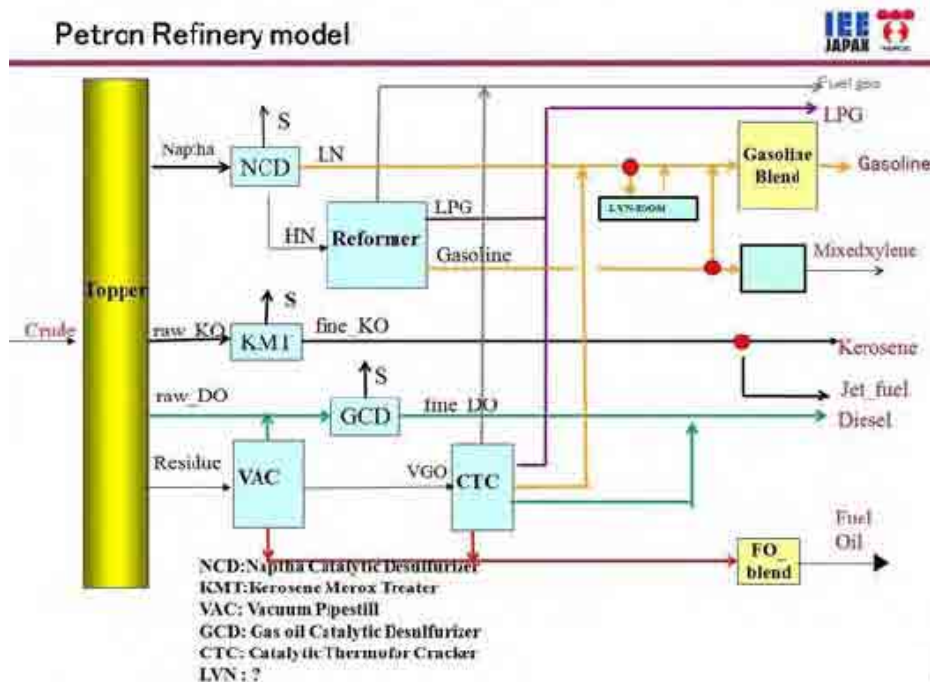 Petron Refinery model
IEE
JAPAN
Fuel gas
LPG
S
Naptha
NCD
LN
Gasoline
Blend
Gasoline
LPG
HN
Reformer
Gasoline
Mixedxylene
Topper
S
Crude
raw_KO
KMT
fine_KO
Kerosene
S
Jet_fuel
raw_DO
GCD
fine_DO
Diesel
Residue
VAC
VGO
CTC
Fuel
Oil
FO_
blend
NCD:Naptha Catalytic Desulfurizer
KMT:Kerosene Merox Treater
VAC: Vacuum Pipestill
GCD: Gas oil Catalytic Desulfurizer
CTC: Catalytic Thermofor Cracker
LVN : ?